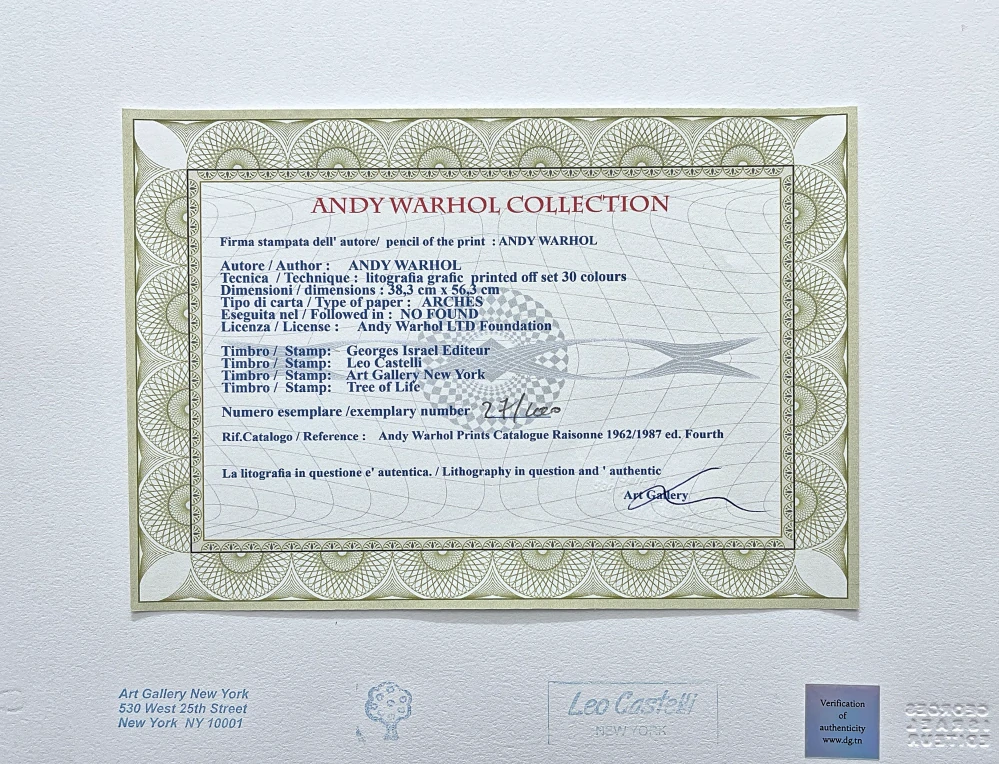 ANDY WARHOL COLLECTION
Firma stampata dell' autore/ pencil of the print : ANDY WARHOL
Autore / Author : ANDY WARHOL
Tecnica / Technique : litografia grafic printed off set 30 colours
Dimensioni / dimensions : 38,3 cm x 56,3 cm
Tipo di carta / Type of paper : ARCHES
Eseguita nel / Followed in : NO FOUND
Licenza / License : Andy Warhol LTD Foundation
Timbro / Stamp: Georges Israel Editeur
Timbro / Stamp: Leo Castelli
Timbro / Stamp: Art Gallery New York
Timbro / Stamp: Tree of Life
Numero esemplare /exemplary number 27/1000
Rif.Catalogo / Reference : Andy Warhol Prints Catalogue Raisonne 1962/1987 ed. Fourth
La litografia in questione e' autentica. / Lithography in question and ' authentic
Art Gallery
Art Gallery New York
530 West 25th Street
New York NY 10001
Leo Castelli
NEW YORK
Verification
of
authenticity
www.dg.tn
GEORGES
ISRAEL
EDITEUR